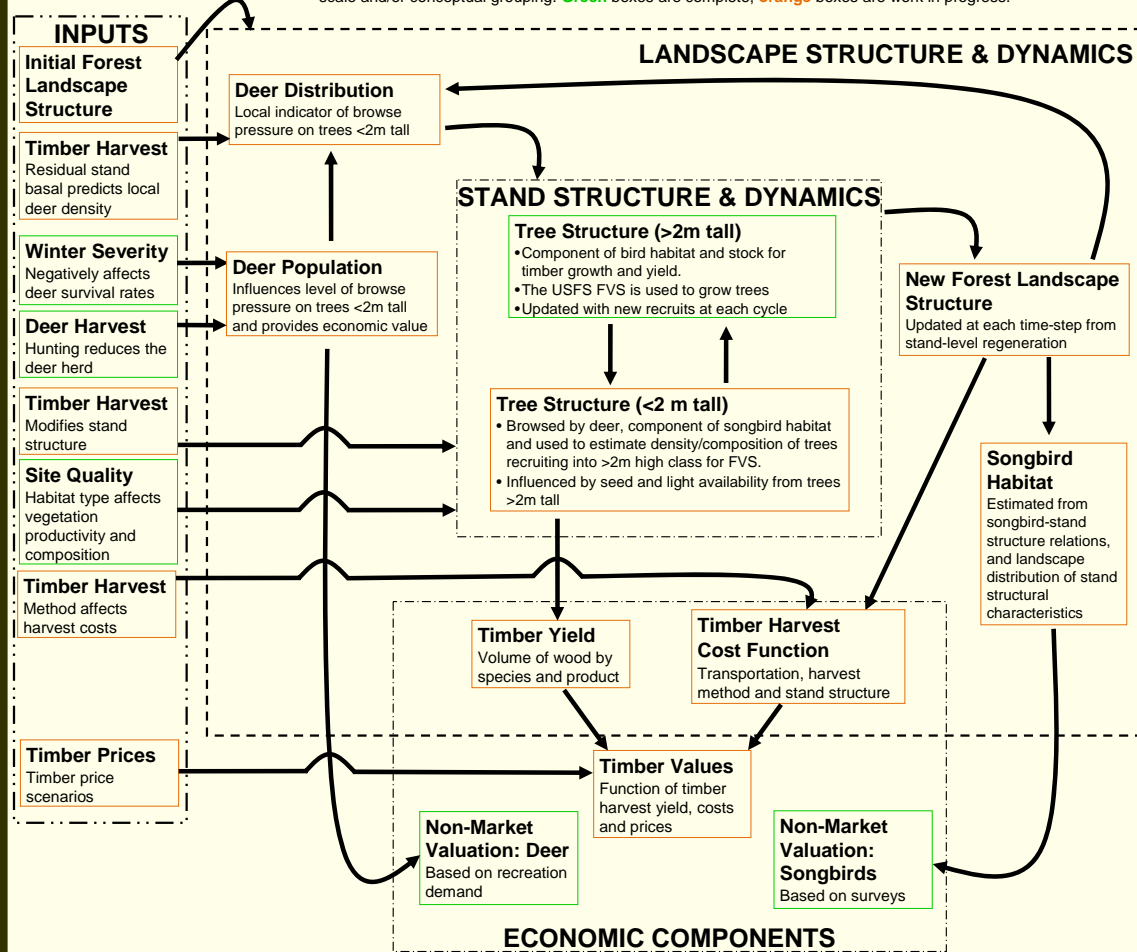 scale and/or conceptual grouping. Green boxes are complete; orange boxes are work in progress.
INPUTS
Initial Forest
Landscape
Structure
Timber Harvest
Residual stand
basal predicts local
deer density
Winter Severity
Negatively affects
deer survival rates
Deer Harvest
Hunting reduces the
deer herd
Timber Harvest
Modifies stand
structure
Site Quality
Habitat type affects
vegetation
productivity and
composition
Timber Harvest
Method affects
harvest costs
Timber Prices
Timber price
scenarios
LANDSCAPE STRUCTURE & DYNAMICS
Deer Distribution
Local indicator of browse
pressure on trees <2m tall
Deer Population
Influences level of browse
pressure on trees <2m tall
and provides economic value
STAND STRUCTURE & DYNAMICS
Tree Structure (>2m tall)
•Component of bird habitat and stock for
timber growth and yield.
•The USFS FVS is used to grow trees
•Updated with new recruits at each cycle
Tree Structure (<2 m tall)
• Browsed by deer, component of songbird habitat
and used to estimate density/composition of trees
recruiting into >2m high class for FVS.
• Influenced by seed and light availability from trees
>2m tall
New Forest Landscape
Structure
Updated at each time-step from
stand-level regeneration
Songbird
Habitat
Estimated from
songbird-stand
structure relations,
and landscape
distribution of stand
structural
characteristics
Timber Yield
Volume of wood by
species and product
Timber Harvest
Cost Function
Transportation, harvest
method and stand structure
Timber Values
Function of timber
harvest yield, costs
and prices
Non-Market
Valuation: Deer
Based on recreation
demand
Non-Market
Valuation:
Songbirds
Based on surveys
ECONOMIC COMPONENTS